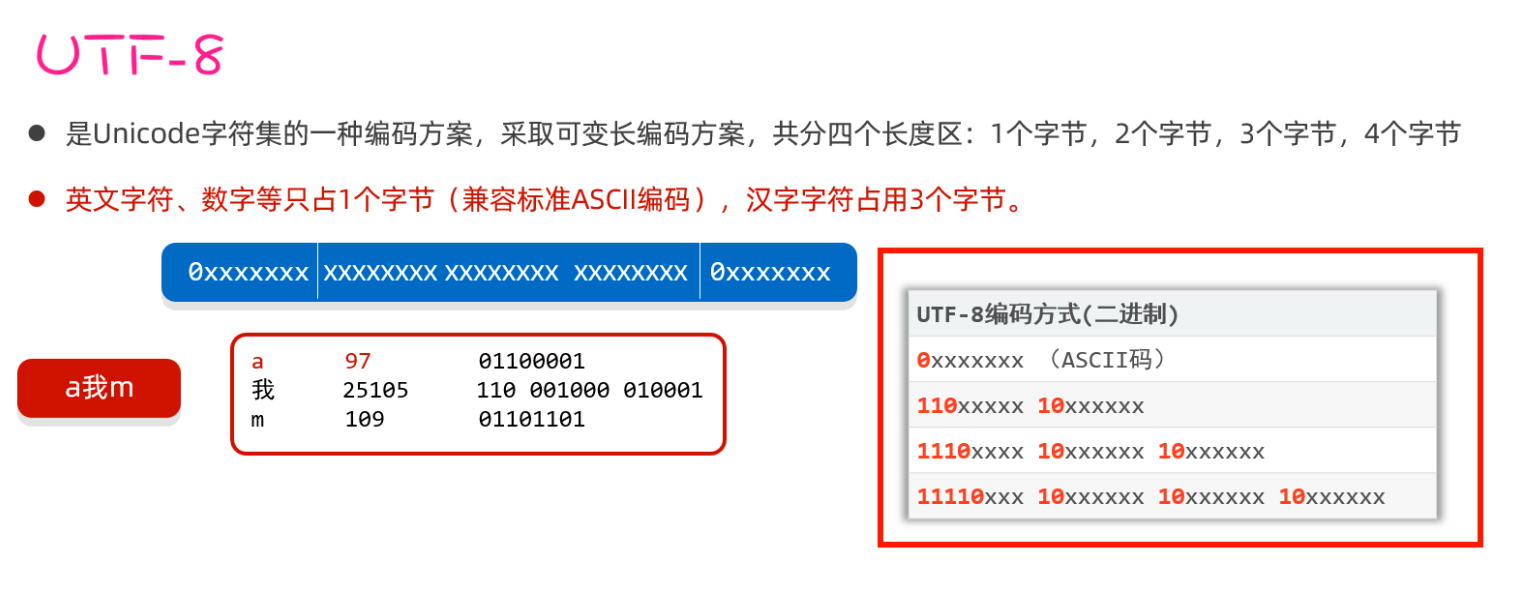 UTF-8
● 是Unicode字符集的一种编码方案，采取可变长编码方案，共分四个长度区：1个字节，2个字节，3个字节，4个字节
● 英文字符、数字等只占1个字节（兼容标准ASCII编码），汉字字符占用3个字节。
0xxxxxxx xxxxxxxx xxxxxxxx xxxxxxxx 0xxxxxxx
a我m
a 97 01100001
我 25105 110 001000 010001
m 109 01101101
UTF-8编码方式(二进制)
0xxxxxxx （ASCII码）
110xxxxx 10xxxxxx
1110xxxx 10xxxxxx 10xxxxxx
11110xxx 10xxxxxx 10xxxxxx 10xxxxxx